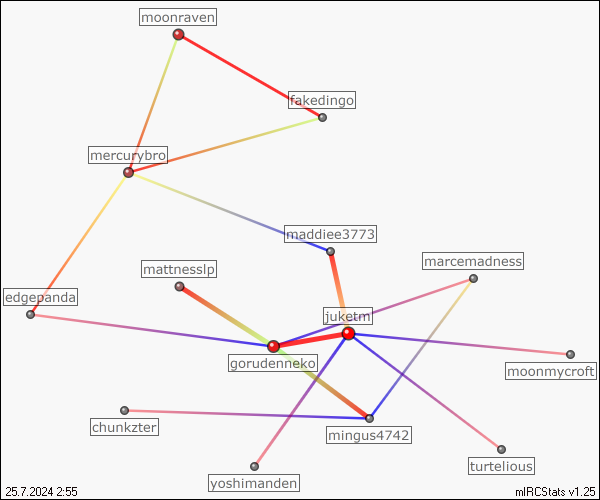 moonraven
fakedingo
mercurybro
maddiee3773
marcemadness
mattnesslp
edgepanda
juketrn
gorudenneko
moonmycroft
chunkzter
mingus4742
turtelious
yoshimanden
25.7.2024 2:55
mIRCStats v1.25